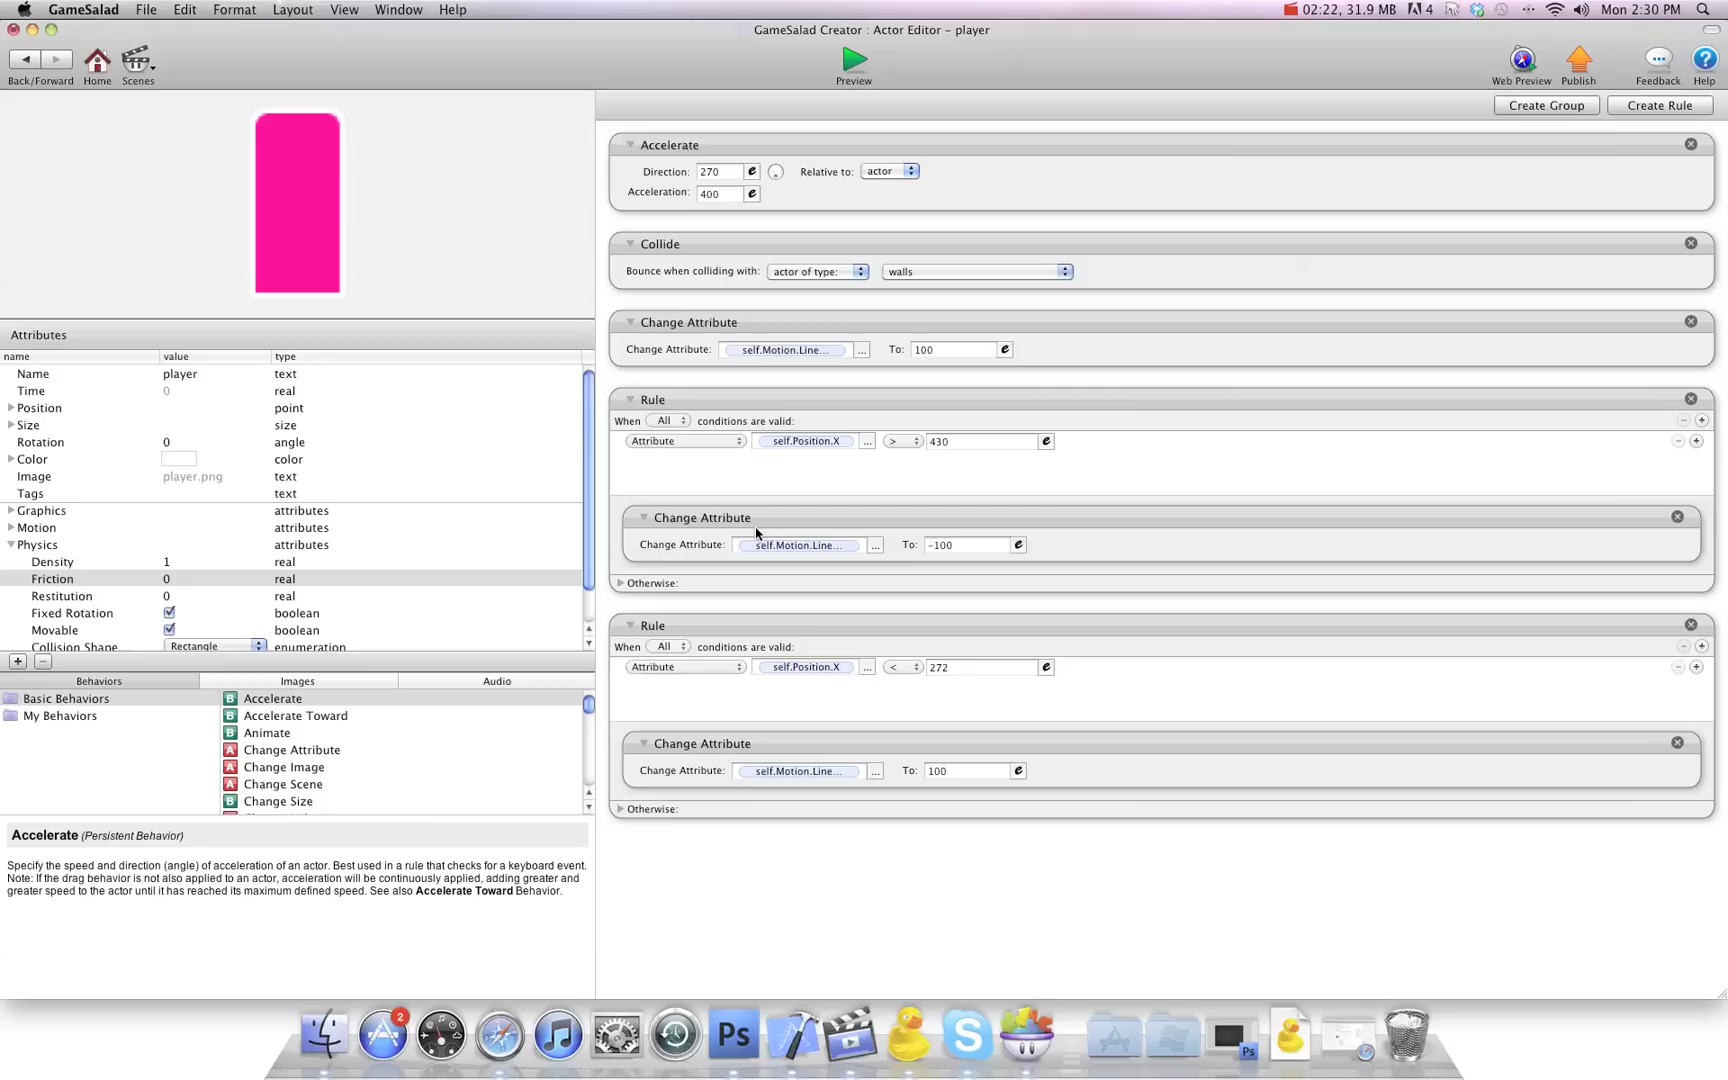 GameSalad File Edit Format Layout View Window Help 02:22, 31.9 MB 4 Mon 2:30 PM
GameSalad Creator : Actor Editor - player
Back/Forward Home Scenes Preview Web Preview Publish Feedback Help
Create Group Create Rule
Accelerate
Direction: 270 e Relative to: actor
Acceleration: 400 e
Collide
Bounce when colliding with: actor of type: walls
Change Attribute
Change Attribute: self.Motion.Line... ... To: 100 e
Rule
When All conditions are valid:
Attribute self.Position.X ... > 430 e
Change Attribute
Change Attribute: self.Motion.Line... ... To: -100 e
Otherwise:
Rule
When All conditions are valid:
Attribute self.Position.X ... < 272 e
Change Attribute
Change Attribute: self.Motion.Line... ... To: 100 e
Otherwise:
Attributes
name value type
Name player text
Time 0 real
Position point
Size size
Rotation 0 angle
Color color
Image player.png text
Tags text
Graphics attributes
Motion attributes
Physics attributes
Density 1 real
Friction 0 real
Restitution 0 real
Fixed Rotation boolean
Movable boolean
Collision Shape Rectangle enumeration
Behaviors Images Audio
Basic Behaviors
My Behaviors
B Accelerate
B Accelerate Toward
B Animate
A Change Attribute
A Change Image
A Change Scene
B Change Size
Accelerate (Persistent Behavior)
Specify the speed and direction (angle) of acceleration of an actor. Best used in a rule that checks for a keyboard event.
Note: If the drag behavior is not also applied to an actor, acceleration will be continuously applied, adding greater and
greater speed to the actor until it has reached its maximum defined speed. See also Accelerate Toward Behavior.
2
Ps
Ps